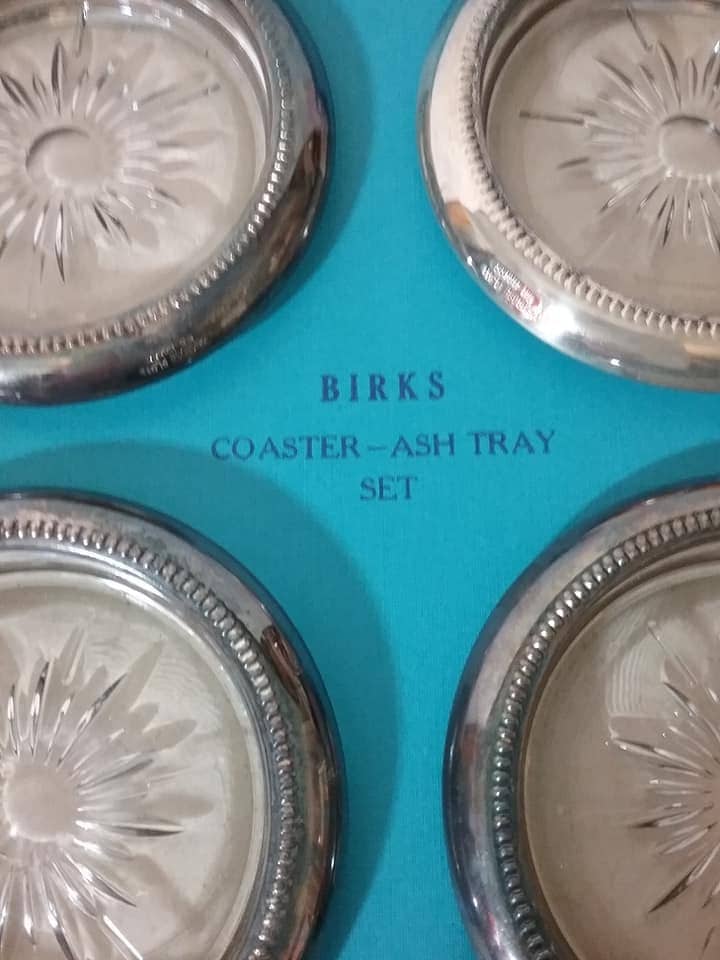 BIRKS
COASTER – ASH TRAY
SET